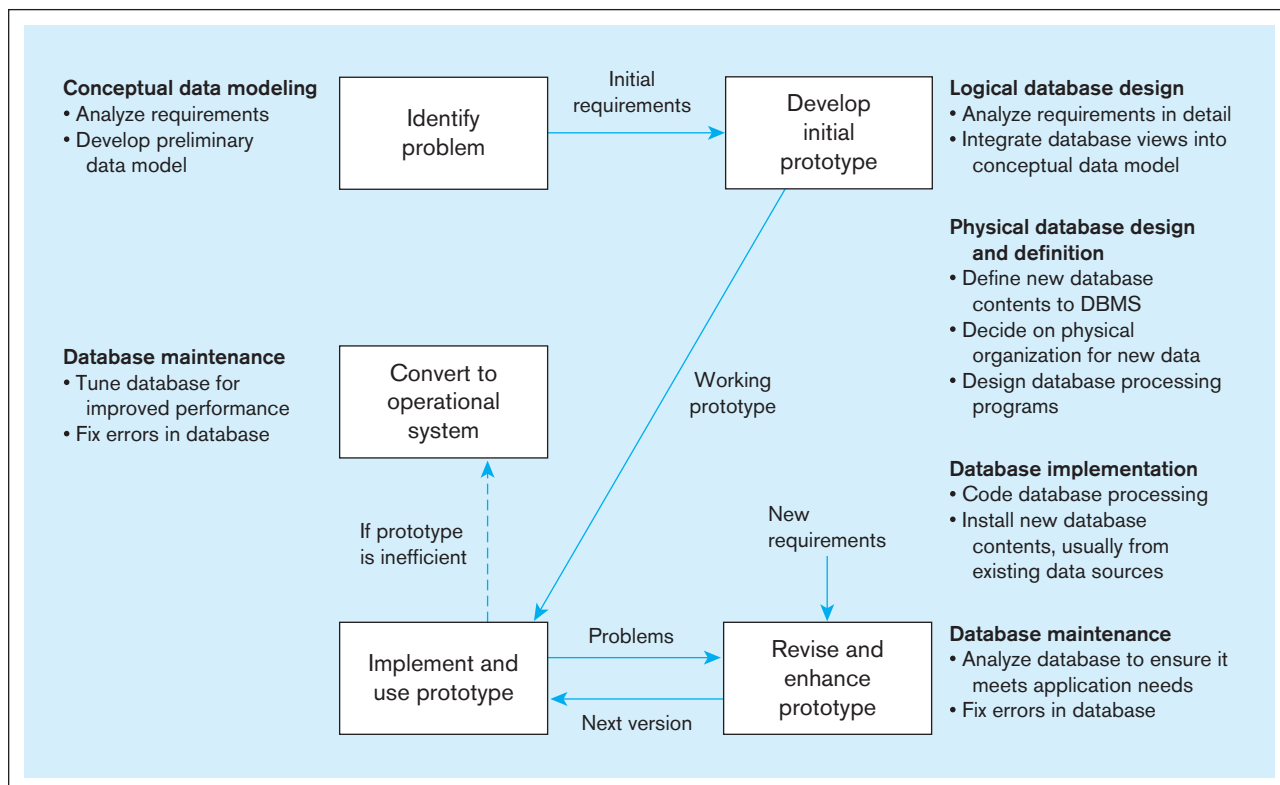 Conceptual data modeling
• Analyze requirements
• Develop preliminary
data model
Identify
problem
Initial
requirements
Develop
initial
prototype
Logical database design
• Analyze requirements in detail
• Integrate database views into
conceptual data model
Physical database design
and definition
• Define new database
contents to DBMS
• Decide on physical
organization for new data
• Design database processing
programs
Database maintenance
• Tune database for
improved performance
• Fix errors in database
Convert to
operational
system
Working
prototype
Database implementation
• Code database processing
• Install new database
contents, usually from
existing data sources
If prototype
is inefficient
New
requirements
Implement and
use prototype
Problems
Next version
Revise and
enhance
prototype
Database maintenance
• Analyze database to ensure it
meets application needs
• Fix errors in database